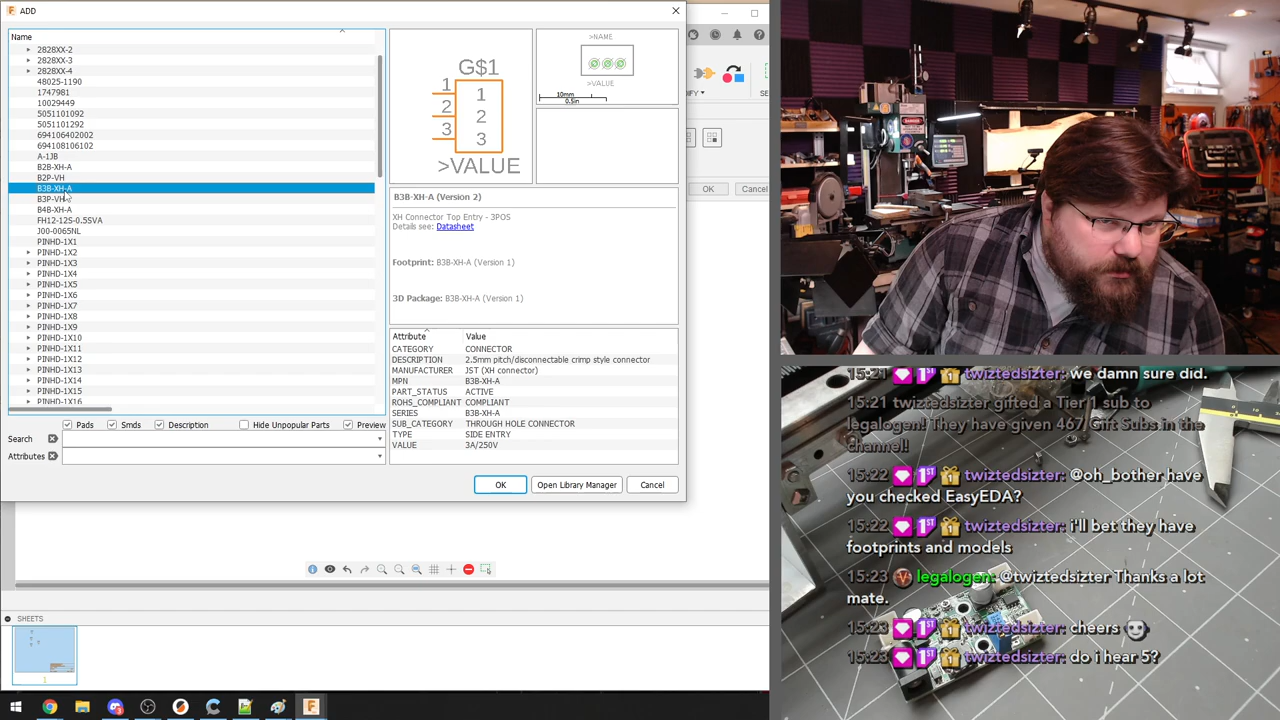 ADD
Name
2828XX-2
2828XX-3
2828XX-4
48025-1190
1747981
10029449
5051101092
5051101292
694106402002
694108106102
A-1JB
B2B-XH-A
B2P-VH
B3B-XH-A
B3P-VH
B4B-XH-A
FH12-12S-0.5SVA
J00-0065NL
PINHD-1X1
PINHD-1X2
PINHD-1X3
PINHD-1X4
PINHD-1X5
PINHD-1X6
PINHD-1X7
PINHD-1X8
PINHD-1X9
PINHD-1X10
PINHD-1X11
PINHD-1X12
PINHD-1X13
PINHD-1X14
PINHD-1X15
PINHD-1X16
Pads Smds Description Hide Unpopular Parts Preview
Search
Attributes
G$1
1 1
2 2
3 3
>VALUE
>NAME
>VALUE
10mm
0.5in
B3B-XH-A (Version 2)
XH Connector Top Entry - 3POS
Details see: Datasheet
Footprint: B3B-XH-A (Version 1)
3D Package: B3B-XH-A (Version 1)
Attribute Value
CATEGORY CONNECTOR
DESCRIPTION 2.5mm pitch/disconnectable crimp style connector
MANUFACTURER JST (XH connector)
MPN B3B-XH-A
PART_STATUS ACTIVE
ROHS_COMPLIANT COMPLIANT
SERIES B3B-XH-A
SUB_CATEGORY THROUGH HOLE CONNECTOR
TYPE SIDE ENTRY
VALUE 3A/250V
OK Open Library Manager Cancel
OK Cancel
SHEETS
1
15:21 twiztedsizter: we damn sure did.
15:21 twiztedsizter gifted a Tier 1 sub to
legalogen! They have given 467 Gift Subs in the
channel!
15:22 twiztedsizter: @oh_bother have
you checked EasyEDA?
15:22 twiztedsizter: i'll bet they have
footprints and models
15:23 legalogen: @twiztedsizter Thanks a lot
mate.
15:23 twiztedsizter: cheers
15:23 twiztedsizter: do i hear 5?